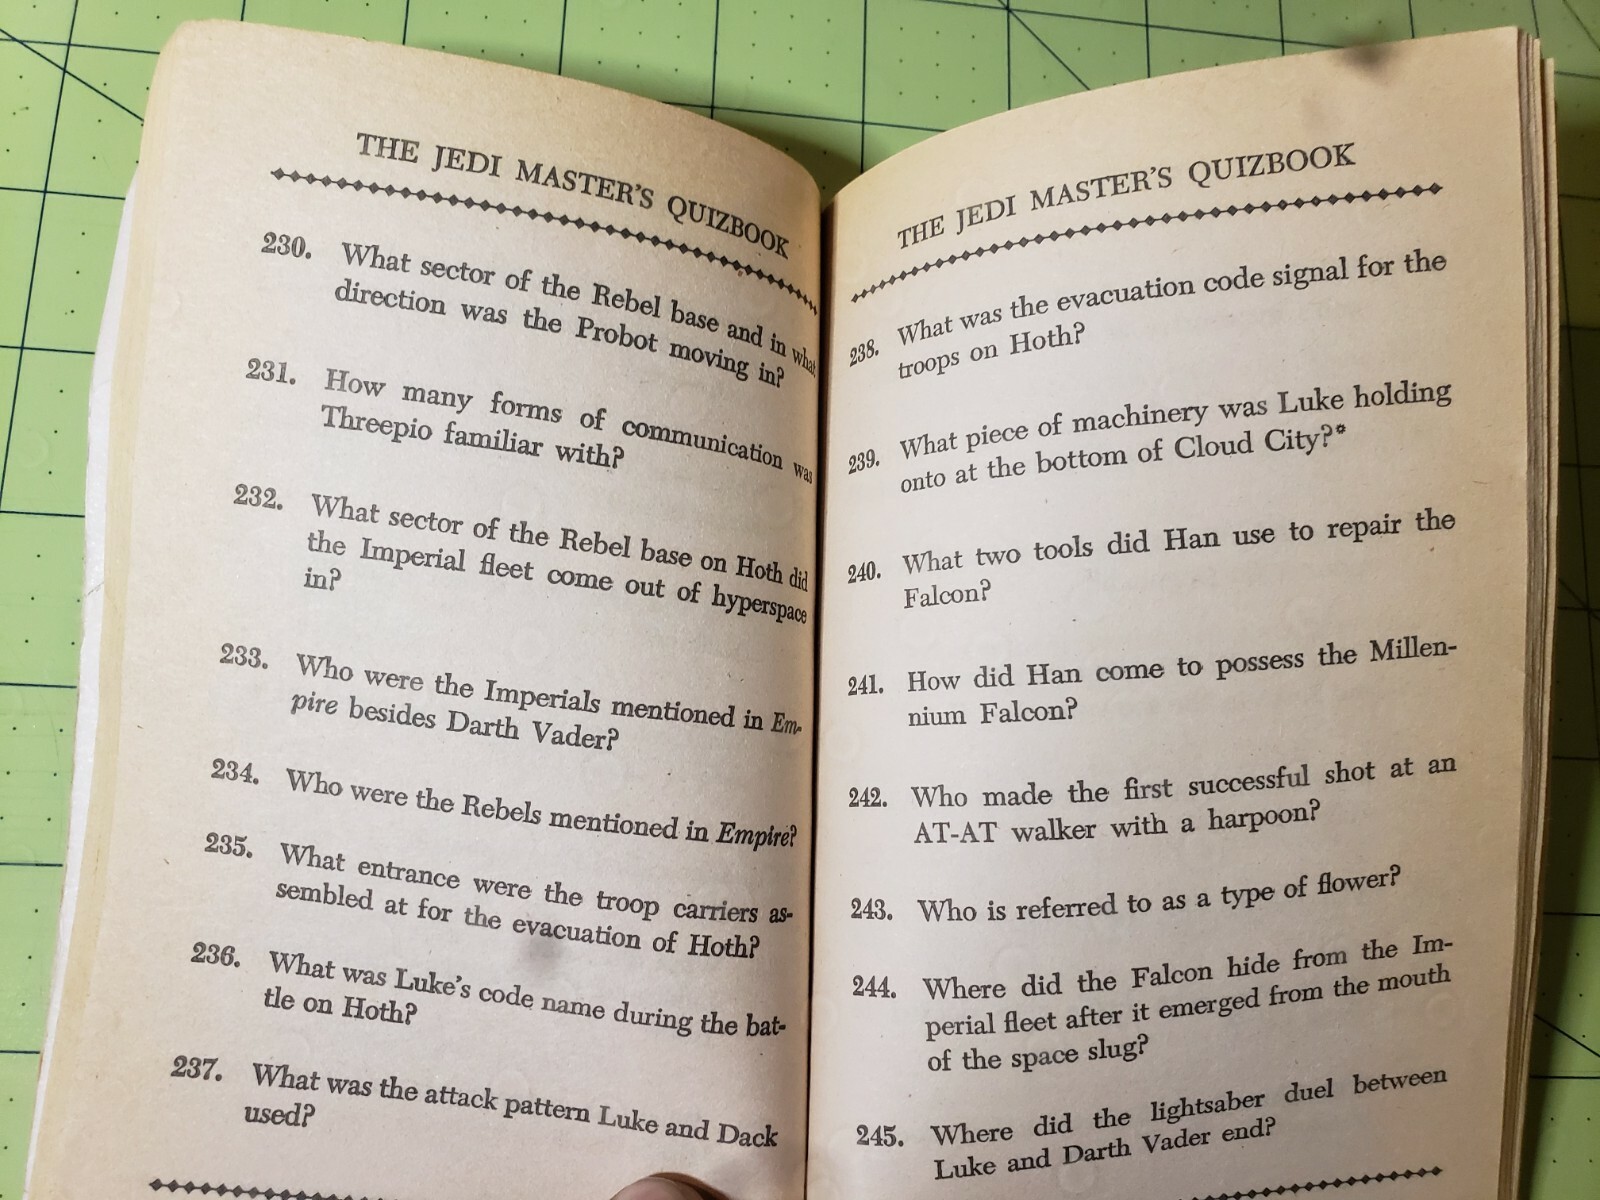 THE JEDI MASTER'S QUIZBOOK
230. What sector of the Rebel base and in what
direction was the Probot moving in?
231. How many forms of communication was
Threepio familiar with?
232. What sector of the Rebel base on Hoth did
the Imperial fleet come out of hyperspace
in?
233. Who were the Imperials mentioned in Em-
pire besides Darth Vader?
234. Who were the Rebels mentioned in Empire?
235. What entrance were the troop carriers as-
sembled at for the evacuation of Hoth?
236. What was Luke's code name during the bat-
tle on Hoth?
237. What was the attack pattern Luke and Dack
used?
THE JEDI MASTER'S QUIZBOOK
238. What was the evacuation code signal for the
troops on Hoth?
239. What piece of machinery was Luke holding
onto at the bottom of Cloud City?*
240. What two tools did Han use to repair the
Falcon?
241. How did Han come to possess the Millen-
nium Falcon?
242. Who made the first successful shot at an
AT-AT walker with a harpoon?
243. Who is referred to as a type of flower?
244. Where did the Falcon hide from the Im-
perial fleet after it emerged from the mouth
of the space slug?
245. Where did the lightsaber duel between
Luke and Darth Vader end?